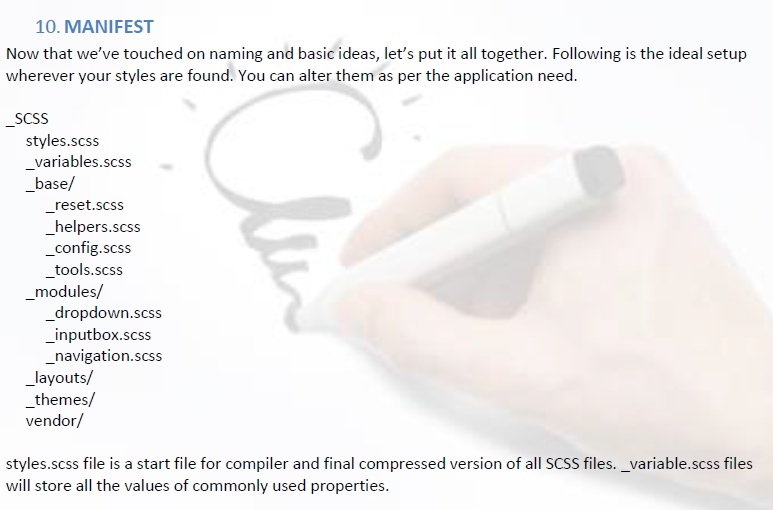 10. MANIFEST
Now that we’ve touched on naming and basic ideas, let’s put it all together. Following is the ideal setup
wherever your styles are found. You can alter them as per the application need.
_SCSS
styles.scss
_variables.scss
_base/
_reset.scss
_helpers.scss
_config.scss
_tools.scss
_modules/
_dropdown.scss
_inputbox.scss
_navigation.scss
_layouts/
_themes/
vendor/
styles.scss file is a start file for compiler and final compressed version of all SCSS files. _variable.scss files
will store all the values of commonly used properties.